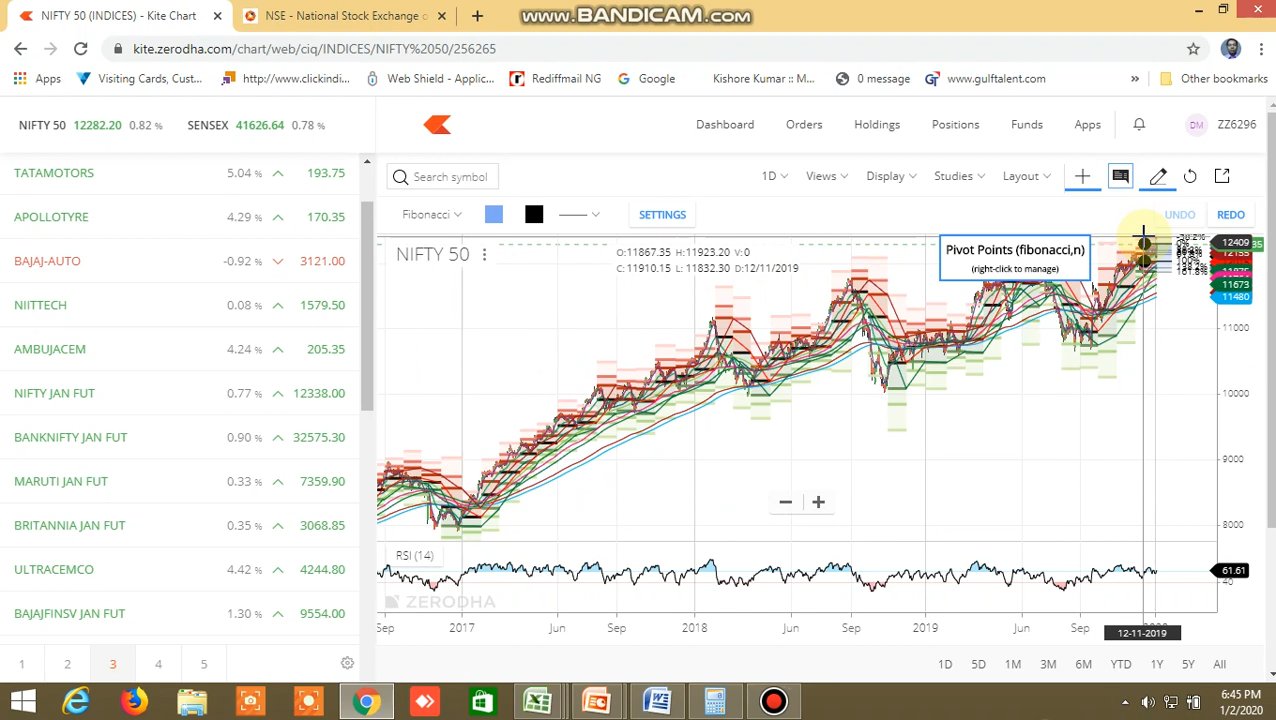 NIFTY 50 (INDICES) - Kite Chart
NSE - National Stock Exchange o
WWW.BANDICAM.COM
kite.zerodha.com/chart/web/ciq/INDICES/NIFTY%2050/256265
Apps
Visiting Cards, Cust...
http://www.clickindi...
Web Shield - Applic...
Rediffmail NG
Google
Kishore Kumar :: M...
0 message
www.gulftalent.com
»
Other bookmarks
NIFTY 50 12282.20 0.82 %
SENSEX 41626.64 0.78 %
Dashboard
Orders
Holdings
Positions
Funds
Apps
DM
ZZ6296
TATAMOTORS 5.04 % 193.75
APOLLOTYRE 4.29 % 170.35
BAJAJ-AUTO -0.92 % 3121.00
NIITTECH 0.08 % 1579.50
AMBUJACEM 4.24 % 205.35
NIFTY JAN FUT 0.77 % 12338.00
BANKNIFTY JAN FUT 0.90 % 32575.30
MARUTI JAN FUT 0.33 % 7359.90
BRITANNIA JAN FUT 0.35 % 3068.85
ULTRACEMCO 4.42 % 4244.80
BAJAJFINSV JAN FUT 1.30 % 9554.00
1 2 3 4 5
Search symbol
1D
Views
Display
Studies
Layout
Fibonacci
SETTINGS
UNDO
REDO
NIFTY 50
O:11867.35 H:11923.20 V:0
C:11910.15 L:11832.30 D:12/11/2019
Pivot Points (fibonacci,n)
(right-click to manage)
12409
12155
11673
11480
11000
10000
9000
8000
RSI (14)
61.61
40
ZERODHA
Sep 2017 Jun Sep 2018 Jun Sep 2019 Jun Sep
12-11-2019
1D 5D 1M 3M 6M YTD 1Y 5Y All
6:45 PM
1/2/2020